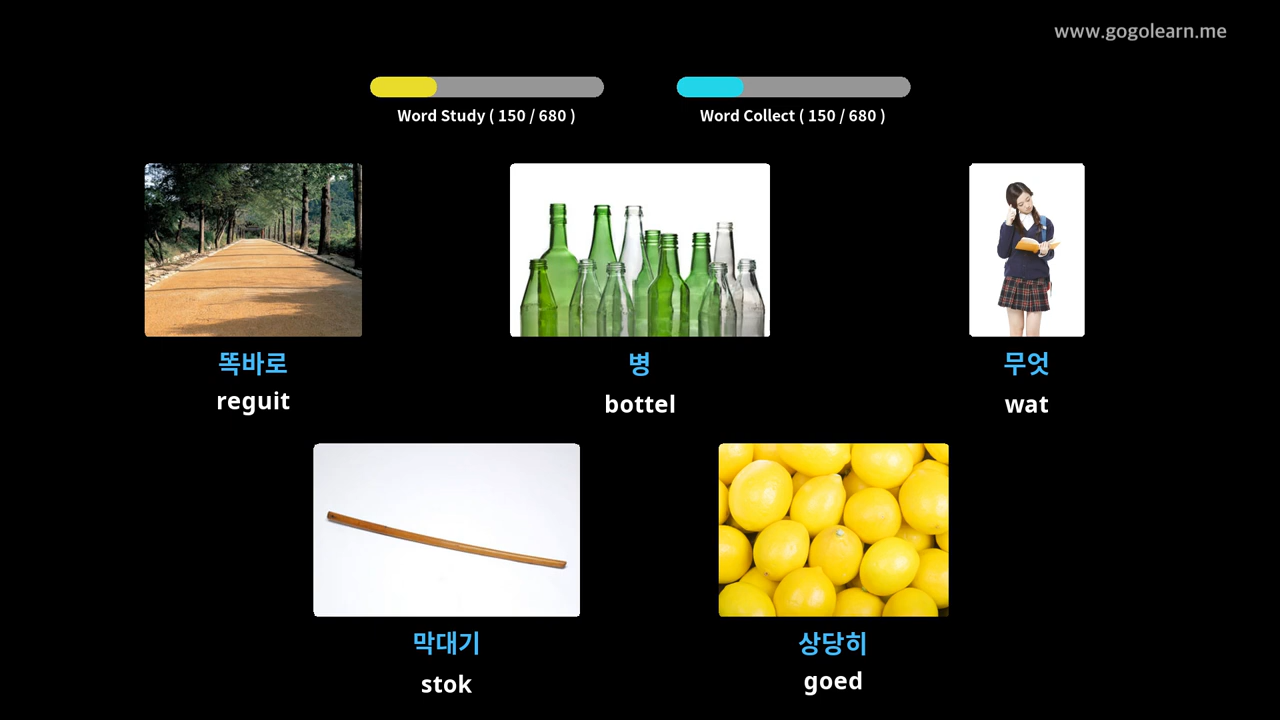 www.gogolearn.me
Word Study ( 150 / 680 )
Word Collect ( 150 / 680 )
똑바로
reguit
병
bottel
무엇
wat
막대기
stok
상당히
goed